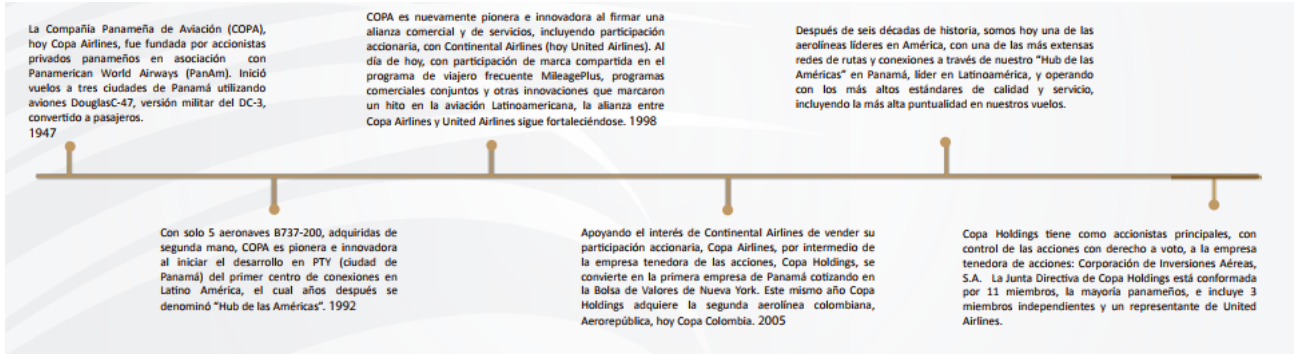 La Compañía Panameña de Aviación (COPA),
hoy Copa Airlines, fue fundada por accionistas
privados panameños en asociación con
Panamerican World Airways (PanAm). Inició
vuelos a tres ciudades de Panamá utilizando
aviones DouglasC-47, versión militar del DC-3,
convertido a pasajeros.
1947
Con solo 5 aeronaves B737-200, adquiridas de
segunda mano, COPA es pionera e innovadora
al iniciar el desarrollo en PTY (ciudad de
Panamá) del primer centro de conexiones en
Latino América, el cual años después se
denominó “Hub de las Américas”. 1992
COPA es nuevamente pionera e innovadora al firmar una
alianza comercial y de servicios, incluyendo participación
accionaria, con Continental Airlines (hoy United Airlines). Al
día de hoy, con participación de marca compartida en el
programa de viajero frecuente MileagePlus, programas
comerciales conjuntos y otras innovaciones que marcaron
un hito en la aviación Latinoamericana, la alianza entre
Copa Airlines y United Airlines sigue fortaleciéndose. 1998
Apoyando el interés de Continental Airlines de vender su
participación accionaria, Copa Airlines, por intermedio de
la empresa tenedora de las acciones, Copa Holdings, se
convierte en la primera empresa de Panamá cotizando en
la Bolsa de Valores de Nueva York. Este mismo año Copa
Holdings adquiere la segunda aerolínea colombiana,
Aerorepública, hoy Copa Colombia. 2005
Después de seis décadas de historia, somos hoy una de las
aerolíneas líderes en América, con una de las más extensas
redes de rutas y conexiones a través de nuestro “Hub de las
Américas” en Panamá, líder en Latinoamérica, y operando
con los más altos estándares de calidad y servicio,
incluyendo la más alta puntualidad en nuestros vuelos.
Copa Holdings tiene como accionistas principales, con
control de las acciones con derecho a voto, a la empresa
tenedora de acciones: Corporación de Inversiones Aéreas,
S.A. La Junta Directiva de Copa Holdings está conformada
por 11 miembros, la mayoría panameños, e incluye 3
miembros independientes y un representante de United
Airlines.